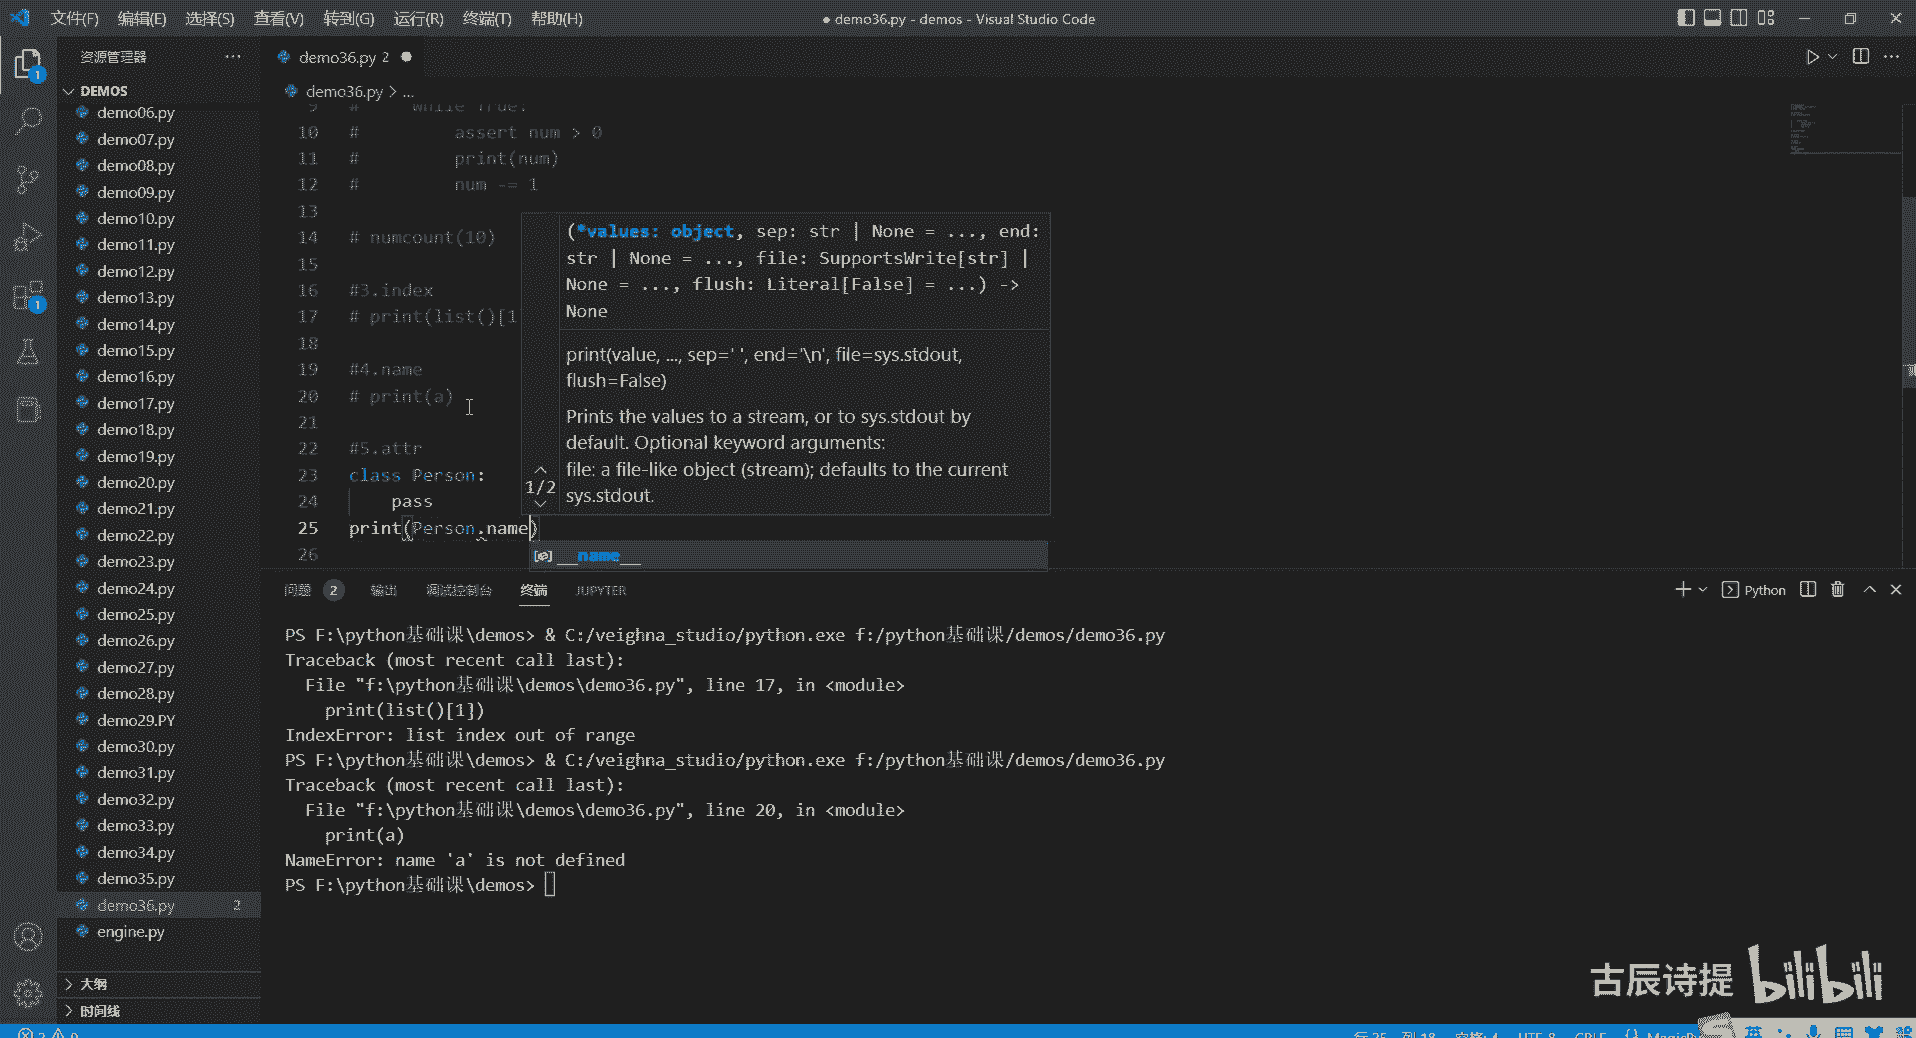 文件(F) 编辑(E) 选择(S) 查看(V) 转到(G) 运行(R) 终端(T) 帮助(H)
● demo36.py - demos - Visual Studio Code
资源管理器 ...
DEMOS
demo06.py
demo07.py
demo08.py
demo09.py
demo10.py
demo11.py
demo12.py
demo13.py
demo14.py
demo15.py
demo16.py
demo17.py
demo18.py
demo19.py
demo20.py
demo21.py
demo22.py
demo23.py
demo24.py
demo25.py
demo26.py
demo27.py
demo28.py
demo29.PY
demo30.py
demo31.py
demo32.py
demo33.py
demo34.py
demo35.py
demo36.py 2
engine.py
大纲
时间线
1
1
demo36.py 2 ●
demo36.py > ...
9 # while True:
10 # assert num > 0
11 # print(num)
12 # num -= 1
13
14 # numcount(10)
15
16 #3.index
17 # print(list()[1
18
19 #4.name
20 # print(a)
21
22 #5.attr
23 class Person:
24 pass
25 print(Person.name)
26
(*values: object, sep: str | None = ..., end:
str | None = ..., file: SupportsWrite[str] |
None = ..., flush: Literal[False] = ...) ->
None
print(value, ..., sep=' ', end='\n', file=sys.stdout,
flush=False)
Prints the values to a stream, or to sys.stdout by
default. Optional keyword arguments:
file: a file-like object (stream); defaults to the current
sys.stdout.
1/2
__name__
问题 2 输出 调试控制台 终端 JUPYTER
Python
PS F:\python基础课\demos> & C:/veighna_studio/python.exe f:/python基础课/demos/demo36.py
Traceback (most recent call last):
File "f:\python基础课\demos\demo36.py", line 17, in <module>
print(list()[1])
IndexError: list index out of range
PS F:\python基础课\demos> & C:/veighna_studio/python.exe f:/python基础课/demos/demo36.py
Traceback (most recent call last):
File "f:\python基础课\demos\demo36.py", line 20, in <module>
print(a)
NameError: name 'a' is not defined
PS F:\python基础课\demos>
古辰诗提 bilibili
行 25, 列 18 空格: 4 UTF-8 CRLF
英